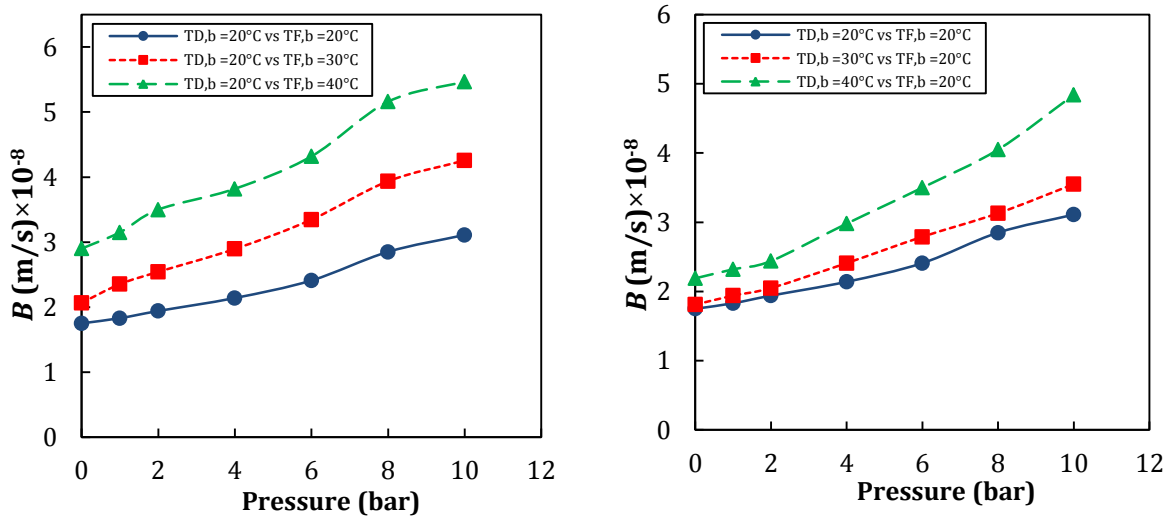 TD,b =20°C vs TF,b=20°C
TD,b =20°C vs TF,b=30°C
TD,b =20°C vs TF,b=40°C
6
5
4
3
2
1
0
B (m/s)×10-8
0 2 4 6 8 10 12
Pressure (bar)
TD,b =20°C vs TF,b=20°C
TD,b =30°C vs TF,b=20°C
TD,b =40°C vs TF,b=20°C
6
5
4
3
2
1
0
B (m/s)×10-8
0 2 4 6 8 10 12
Pressure (bar)